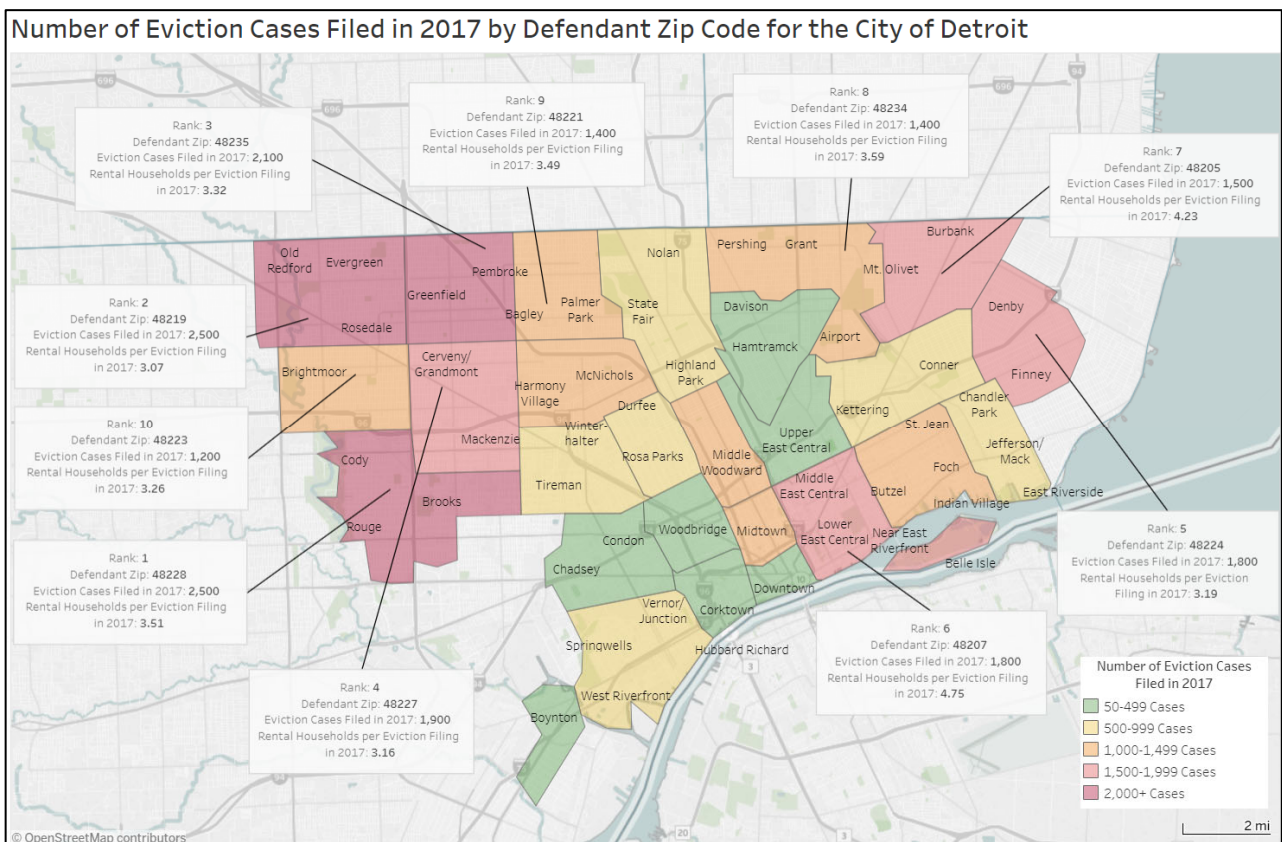 Number of Eviction Cases Filed in 2017 by Defendant Zip Code for the City of Detroit
696
696
94
Rank: 3
Defendant Zip: 48235
Eviction Cases Filed in 2017: 2,100
Rental Households per Eviction Filing
in 2017: 3.32
Rank: 9
Defendant Zip: 48221
Eviction Cases Filed in 2017: 1,400
Rental Households per Eviction Filing
in 2017: 3.49
Rank: 8
Defendant Zip: 48234
Eviction Cases Filed in 2017: 1,400
Rental Households per Eviction Filing
in 2017: 3.59
Rank: 7
Defendant Zip: 48205
Eviction Cases Filed in 2017: 1,500
Rental Households per Eviction Filing
in 2017: 4.23
Rank: 2
Defendant Zip: 48219
Eviction Cases Filed in 2017: 2,500
Rental Households per Eviction Filing
in 2017: 3.07
Rank: 10
Defendant Zip: 48223
Eviction Cases Filed in 2017: 1,200
Rental Households per Eviction Filing
in 2017: 3.26
Rank: 1
Defendant Zip: 48228
Eviction Cases Filed in 2017: 2,500
Rental Households per Eviction Filing
in 2017: 3.51
Rank: 4
Defendant Zip: 48227
Eviction Cases Filed in 2017: 1,900
Rental Households per Eviction Filing
in 2017: 3.16
Rank: 6
Defendant Zip: 48207
Eviction Cases Filed in 2017: 1,800
Rental Households per Eviction Filing
in 2017: 4.75
Rank: 5
Defendant Zip: 48224
Eviction Cases Filed in 2017: 1,800
Rental Households per Eviction
Filing in 2017: 3.19
Old
Redford
Evergreen
Rosedale
Greenfield
Pembroke
Bagley
Palmer
Park
Nolan
State
Fair
Highland
Park
Pershing
Grant
Davison
Hamtramck
Airport
Burbank
Mt. Olivet
Denby
Finney
Brightmoor
Cerveny/
Grandmont
Mackenzie
Harmony
Village
McNichols
Durfee
Winter-
halter
Rosa Parks
Tireman
Middle
Woodward
Upper
East Central
Conner
Kettering
Chandler
Park
St. Jean
Jefferson/
Mack
Foch
Butzel
Indian Village
East Riverside
Middle
East Central
Lower
East Central
Near East
Riverfront
Belle Isle
Midtown
Cody
Rouge
Brooks
Condon
Woodbridge
Chadsey
Corktown
Downtown
10
Vernor/
Junction
Springwells
Hubbard Richard
West Riverfront
Boynton
3
3
20
Number of Eviction Cases
Filed in 2017
50-499 Cases
500-999 Cases
1,000-1,499 Cases
1,500-1,999 Cases
2,000+ Cases
2 mi
© OpenStreetMap contributors